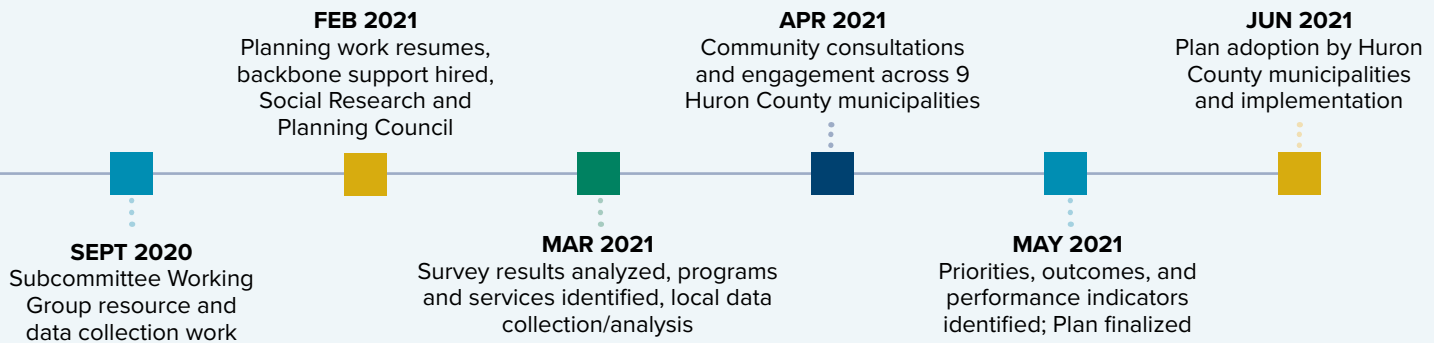 FEB 2021
Planning work resumes,
backbone support hired,
Social Research and
Planning Council
APR 2021
Community consultations
and engagement across 9
Huron County municipalities
JUN 2021
Plan adoption by Huron
County municipalities
and implementation
SEPT 2020
Subcommittee Working
Group resource and
data collection work
MAR 2021
Survey results analyzed, programs
and services identified, local data
collection/analysis
MAY 2021
Priorities, outcomes, and
performance indicators
identified; Plan finalized